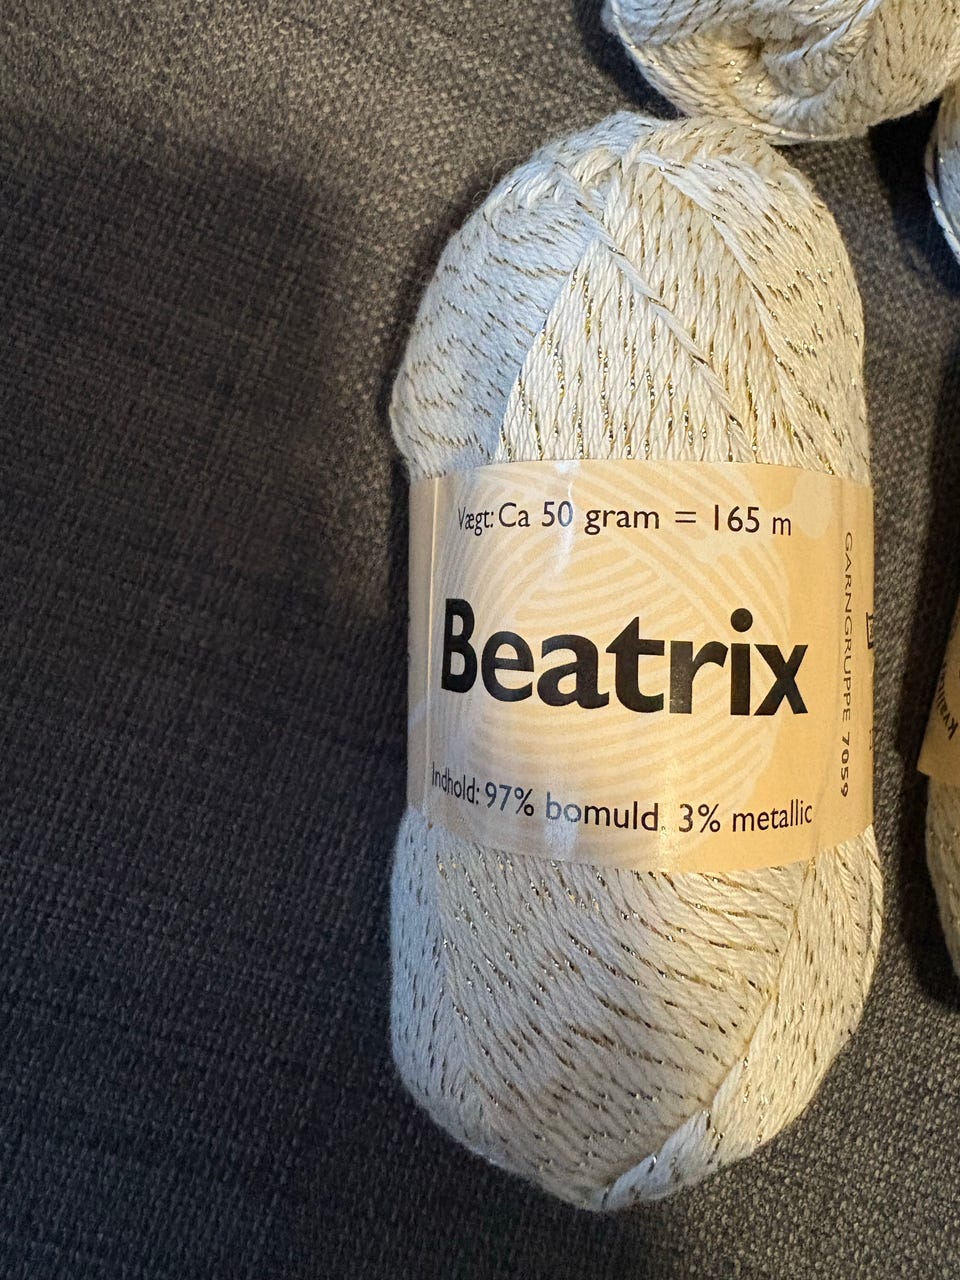 Vægt: Ca 50 gram = 165 m
Beatrix
Indhold: 97% bomuld, 3% metallic
GARNGRUPPE 7059